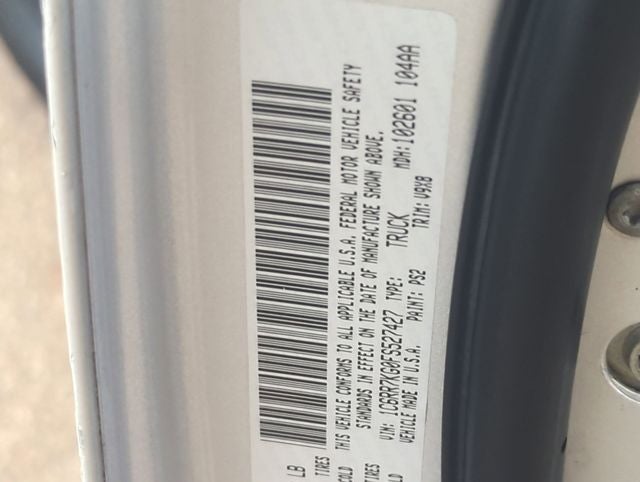 LB
TIRES
COLD
TIRES
COLD
THIS VEHICLE CONFORMS TO ALL APPLICABLE U.S.A. FEDERAL MOTOR VEHICLE SAFETY
STANDARDS IN EFFECT ON THE DATE OF MANUFACTURE SHOWN ABOVE.
VIN: 1C6RR7KG0FS527427 TYPE: TRUCK MDH:102601 104AA
VEHICLE MADE IN U.S.A. PAINT: PS2 TRIM: V9X8